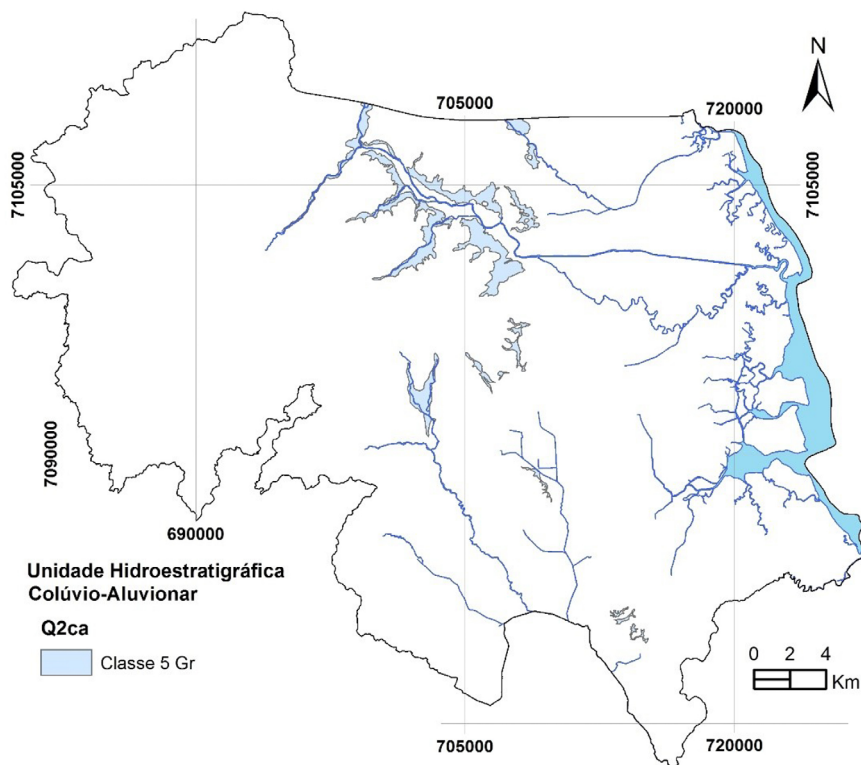 N
705000
720000
7105000
7105000
7090000
690000
Unidade Hidroestratigráfica
Colúvio-Aluvionar
Q2ca
Classe 5 Gr
0 2 4
Km
705000
720000